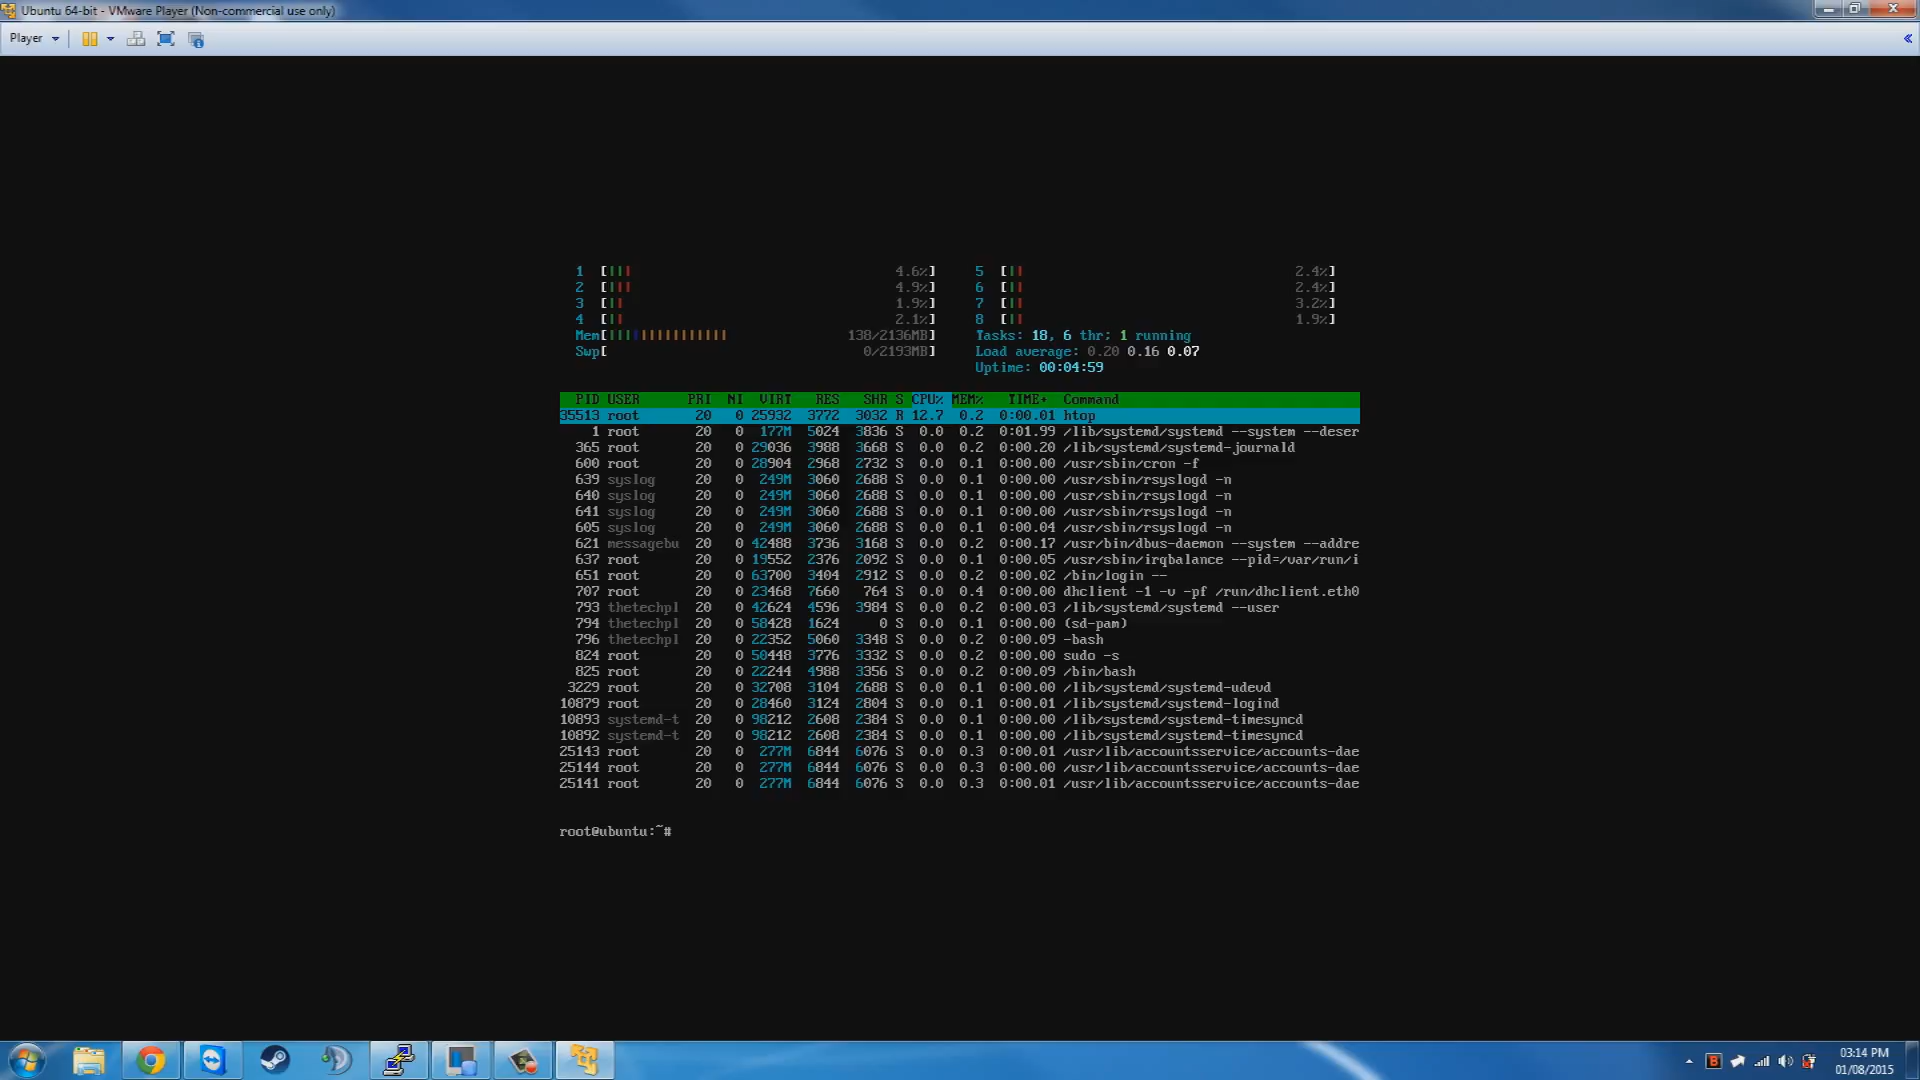 Ubuntu 64-bit - VMware Player (Non-commercial use only)
Player
1 [||| 4.6%] 5 [|| 2.4%]
2 [||| 4.9%] 6 [|| 2.4%]
3 [|| 1.9%] 7 [|| 3.2%]
4 [|| 2.1%] 8 [|| 1.9%]
Mem[||||||||||||||| 138/2136MB] Tasks: 18, 6 thr; 1 running
Swp[ 0/2193MB] Load average: 0.20 0.16 0.07
Uptime: 00:04:59
PID USER PRI NI VIRT RES SHR S CPU% MEM% TIME+ Command
35513 root 20 0 25932 3772 3032 R 12.7 0.2 0:00.01 htop
1 root 20 0 177M 5024 3836 S 0.0 0.2 0:01.99 /lib/systemd/systemd --system --deser
365 root 20 0 29036 3988 3668 S 0.0 0.2 0:00.20 /lib/systemd/systemd-journald
600 root 20 0 28904 2968 2732 S 0.0 0.1 0:00.00 /usr/sbin/cron -f
639 syslog 20 0 249M 3060 2688 S 0.0 0.1 0:00.00 /usr/sbin/rsyslogd -n
640 syslog 20 0 249M 3060 2688 S 0.0 0.1 0:00.00 /usr/sbin/rsyslogd -n
641 syslog 20 0 249M 3060 2688 S 0.0 0.1 0:00.00 /usr/sbin/rsyslogd -n
605 syslog 20 0 249M 3060 2688 S 0.0 0.1 0:00.04 /usr/sbin/rsyslogd -n
621 messagebu 20 0 42488 3736 3168 S 0.0 0.2 0:00.17 /usr/bin/dbus-daemon --system --addre
637 root 20 0 19552 2376 2092 S 0.0 0.1 0:00.05 /usr/sbin/irqbalance --pid=/var/run/i
651 root 20 0 63700 3404 2912 S 0.0 0.2 0:00.02 /bin/login --
707 root 20 0 23468 7660 764 S 0.0 0.4 0:00.00 dhclient -1 -v -pf /run/dhclient.eth0
793 thetechpl 20 0 42624 4596 3984 S 0.0 0.2 0:00.03 /lib/systemd/systemd --user
794 thetechpl 20 0 58428 1624 0 S 0.0 0.1 0:00.00 (sd-pam)
796 thetechpl 20 0 22352 5060 3348 S 0.0 0.2 0:00.09 -bash
824 root 20 0 50448 3776 3332 S 0.0 0.2 0:00.00 sudo -s
825 root 20 0 22244 4988 3356 S 0.0 0.2 0:00.09 /bin/bash
3229 root 20 0 32708 3104 2688 S 0.0 0.1 0:00.00 /lib/systemd/systemd-udevd
10879 root 20 0 28460 3124 2804 S 0.0 0.1 0:00.01 /lib/systemd/systemd-logind
10893 systemd-t 20 0 98212 2608 2384 S 0.0 0.1 0:00.00 /lib/systemd/systemd-timesyncd
10892 systemd-t 20 0 98212 2608 2384 S 0.0 0.1 0:00.00 /lib/systemd/systemd-timesyncd
25143 root 20 0 277M 6844 6076 S 0.0 0.3 0:00.01 /usr/lib/accountsservice/accounts-dae
25144 root 20 0 277M 6844 6076 S 0.0 0.3 0:00.00 /usr/lib/accountsservice/accounts-dae
25141 root 20 0 277M 6844 6076 S 0.0 0.3 0:00.01 /usr/lib/accountsservice/accounts-dae
root@ubuntu:~#
B
03:14 PM
01/08/2015